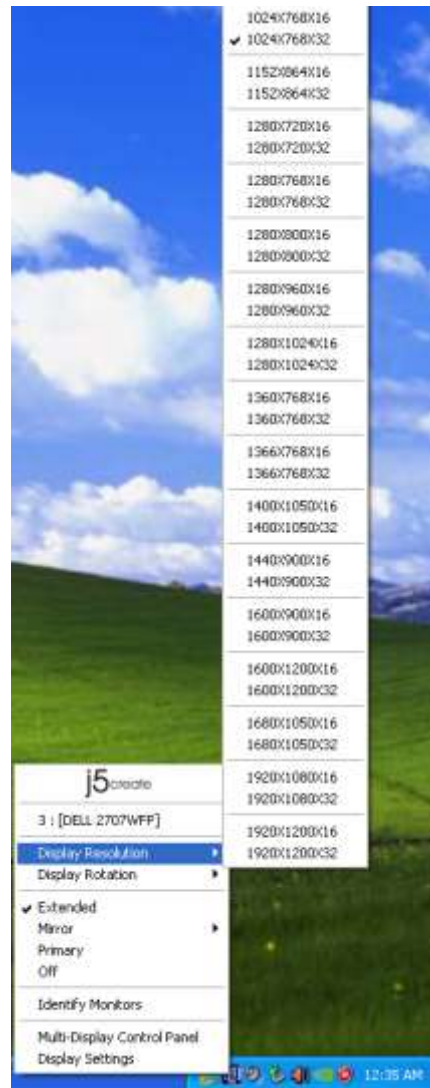 1024X768X16
1024X768X32
1152X864X16
1152X864X32
1280X720X16
1280X720X32
1280X768X16
1280X768X32
1280X800X16
1280X800X32
1280X960X16
1280X960X32
1280X1024X16
1280X1024X32
1360X768X16
1360X768X32
1366X768X16
1366X768X32
1400X1050X16
1400X1050X32
1440X900X16
1440X900X32
1600X900X16
1600X900X32
1600X1200X16
1600X1200X32
1680X1050X16
1680X1050X32
1920X1080X16
1920X1080X32
1920X1200X16
1920X1200X32
j5create
3 : [DELL 2707WFP]
Display Resolution
Display Rotation
Extended
Mirror
Primary
Off
Identify Monitors
Multi-Display Control Panel
Display Settings
12:35 AM